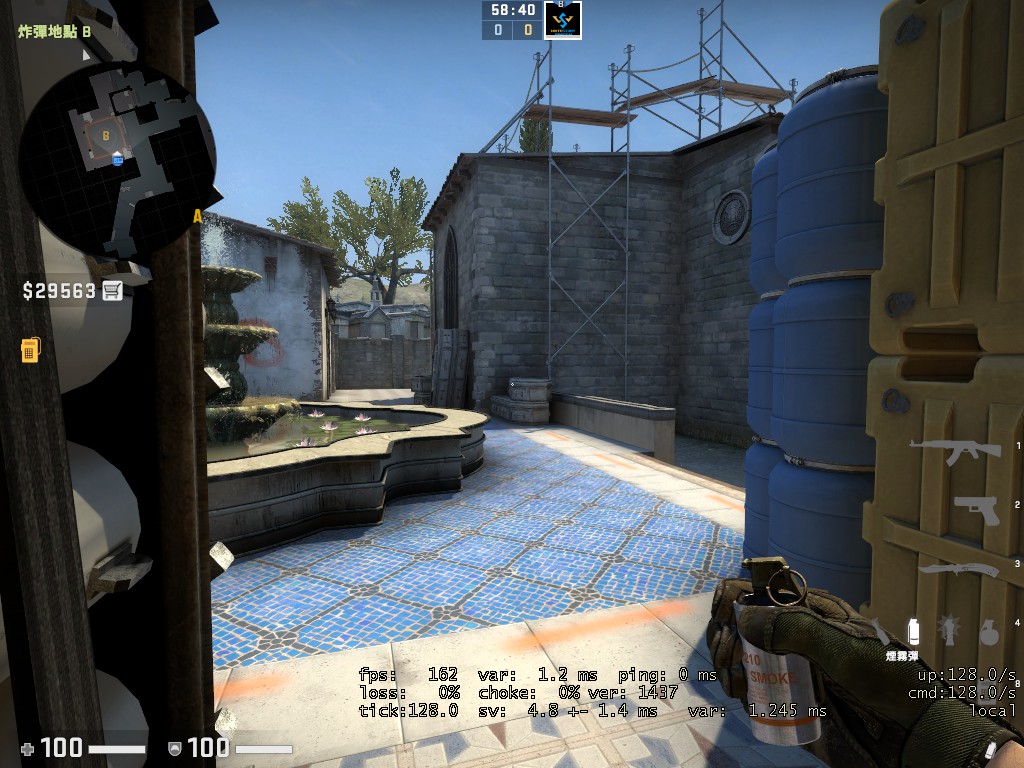 58:40
0 0
炸彈地點 B
B
A
$29563
1
2
3
4
煙霧彈
210
SMOKE
fps: 162 var: 1.2 ms ping: 0 ms
loss: 0% choke: 0% ver: 1437
tick:128.0 sv: 4.8 +- 1.4 ms var: 1.245 ms
up:128.0/s
cmd:128.0/s
local
100 100